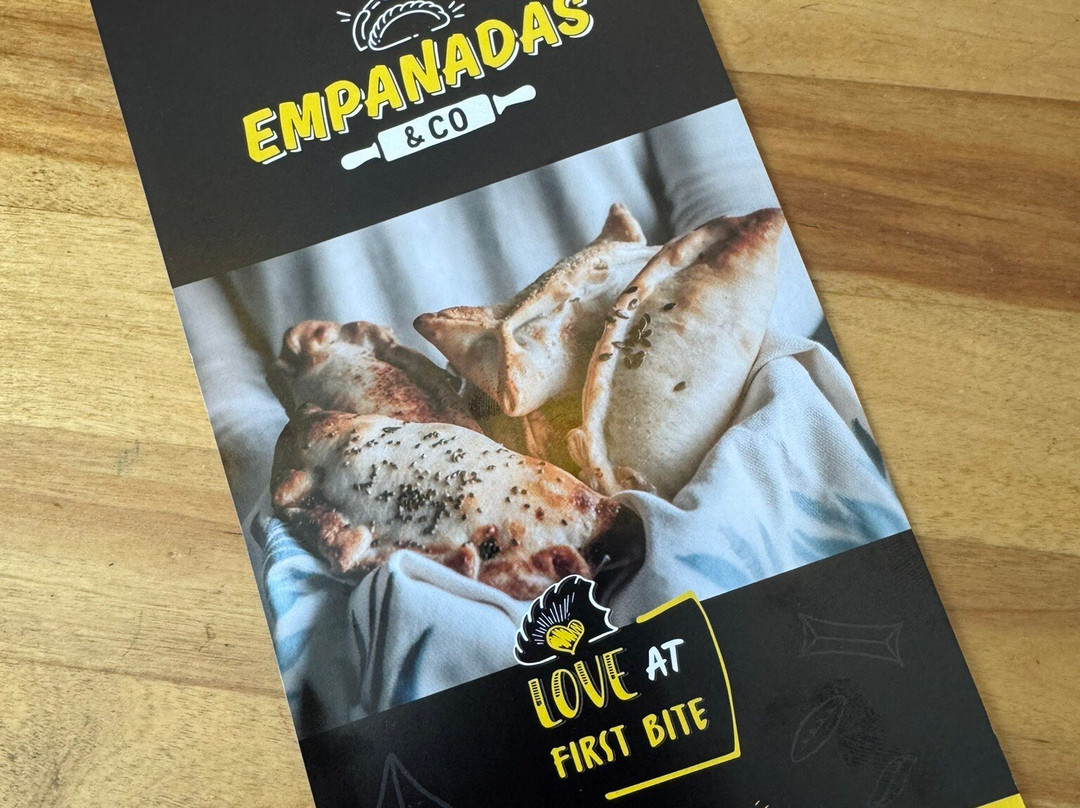 EMPANADAS
& CO
LOVE AT
FIRST BITE